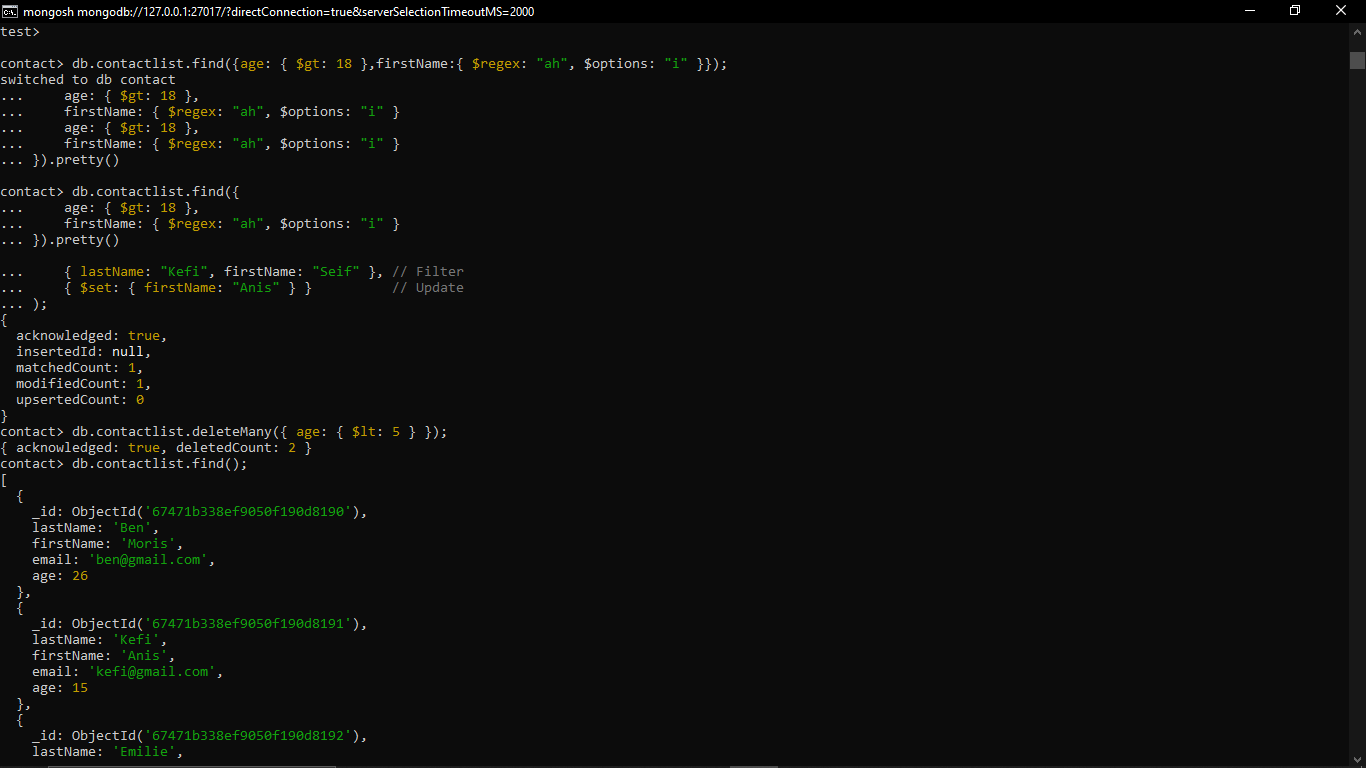 mongosh mongodb://127.0.0.1:27017/?directConnection=true&serverSelectionTimeoutMS=2000
test>
contact> db.contactlist.find({age: { $gt: 18 },firstName:{ $regex: "ah", $options: "i" }});
switched to db contact
...     age: { $gt: 18 },
...     firstName: { $regex: "ah", $options: "i" }
...     age: { $gt: 18 },
...     firstName: { $regex: "ah", $options: "i" }
... }).pretty()
contact> db.contactlist.find({
...     age: { $gt: 18 },
...     firstName: { $regex: "ah", $options: "i" }
... }).pretty()
...     { lastName: "Kefi", firstName: "Seif" }, // Filter
...     { $set: { firstName: "Anis" } }          // Update
... );
{
  acknowledged: true,
  insertedId: null,
  matchedCount: 1,
  modifiedCount: 1,
  upsertedCount: 0
}
contact> db.contactlist.deleteMany({ age: { $lt: 5 } });
{ acknowledged: true, deletedCount: 2 }
contact> db.contactlist.find();
[
  {
    _id: ObjectId('67471b338ef9050f190d8190'),
    lastName: 'Ben',
    firstName: 'Moris',
    email: 'ben@gmail.com',
    age: 26
  },
  {
    _id: ObjectId('67471b338ef9050f190d8191'),
    lastName: 'Kefi',
    firstName: 'Anis',
    email: 'kefi@gmail.com',
    age: 15
  },
  {
    _id: ObjectId('67471b338ef9050f190d8192'),
    lastName: 'Emilie',